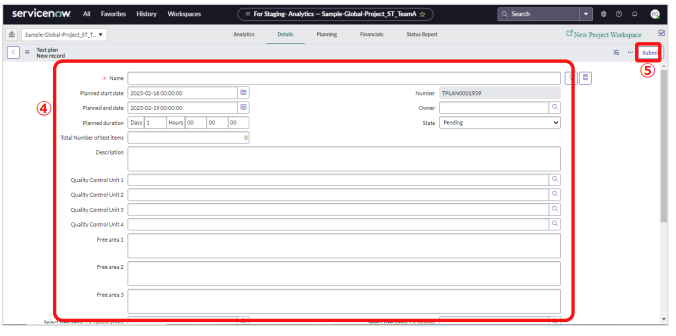 servicenow All Favorites History Workspaces For Staging- Analytics – Sample-Global-Project_ST_TeamA ☆ Search
Sample-Global-Project_ST_T... ▼ Analytics Details Planning Financials Status Report New Project Workspace
Test plan
New record
Submit
⑤
④
Name
Planned start date 2023-02-18 00:00:00 Number TPLAN0001939
Planned end date 2023-02-19 00:00:00 Owner
Planned duration Days 1 Hours 00 00 00 State Pending
Total Number of test items 0
Description
Quality Control Unit 1
Quality Control Unit 2
Quality Control Unit 3
Quality Control Unit 4
Free area 1
Free area 2
Free area 3